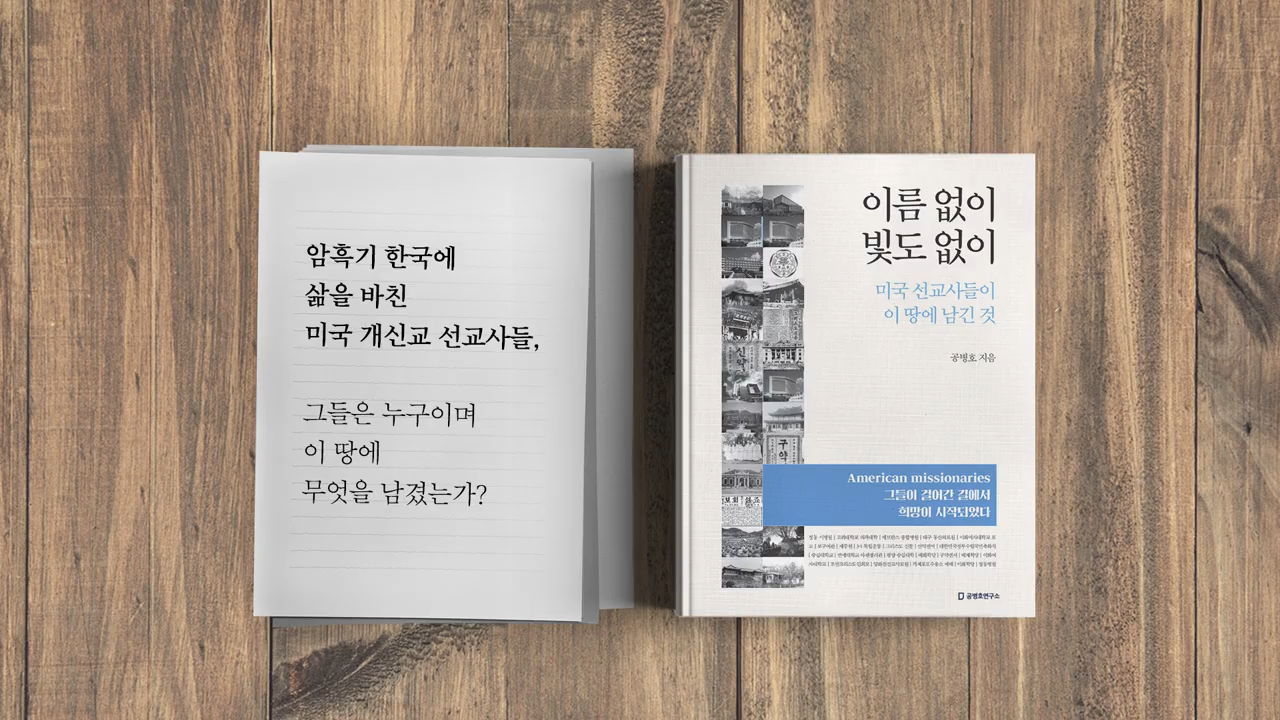 암흑기 한국에
삶을 바친
미국 개신교 선교사들,
그들은 누구이며
이 땅에
무엇을 남겼는가?
이름 없이
빛도 없이
미국 선교사들이
이 땅에 남긴 것
공병호 지음
구약
American missionaries
그들이 걸어간 길에서
희망이 시작되었다
공병호연구소